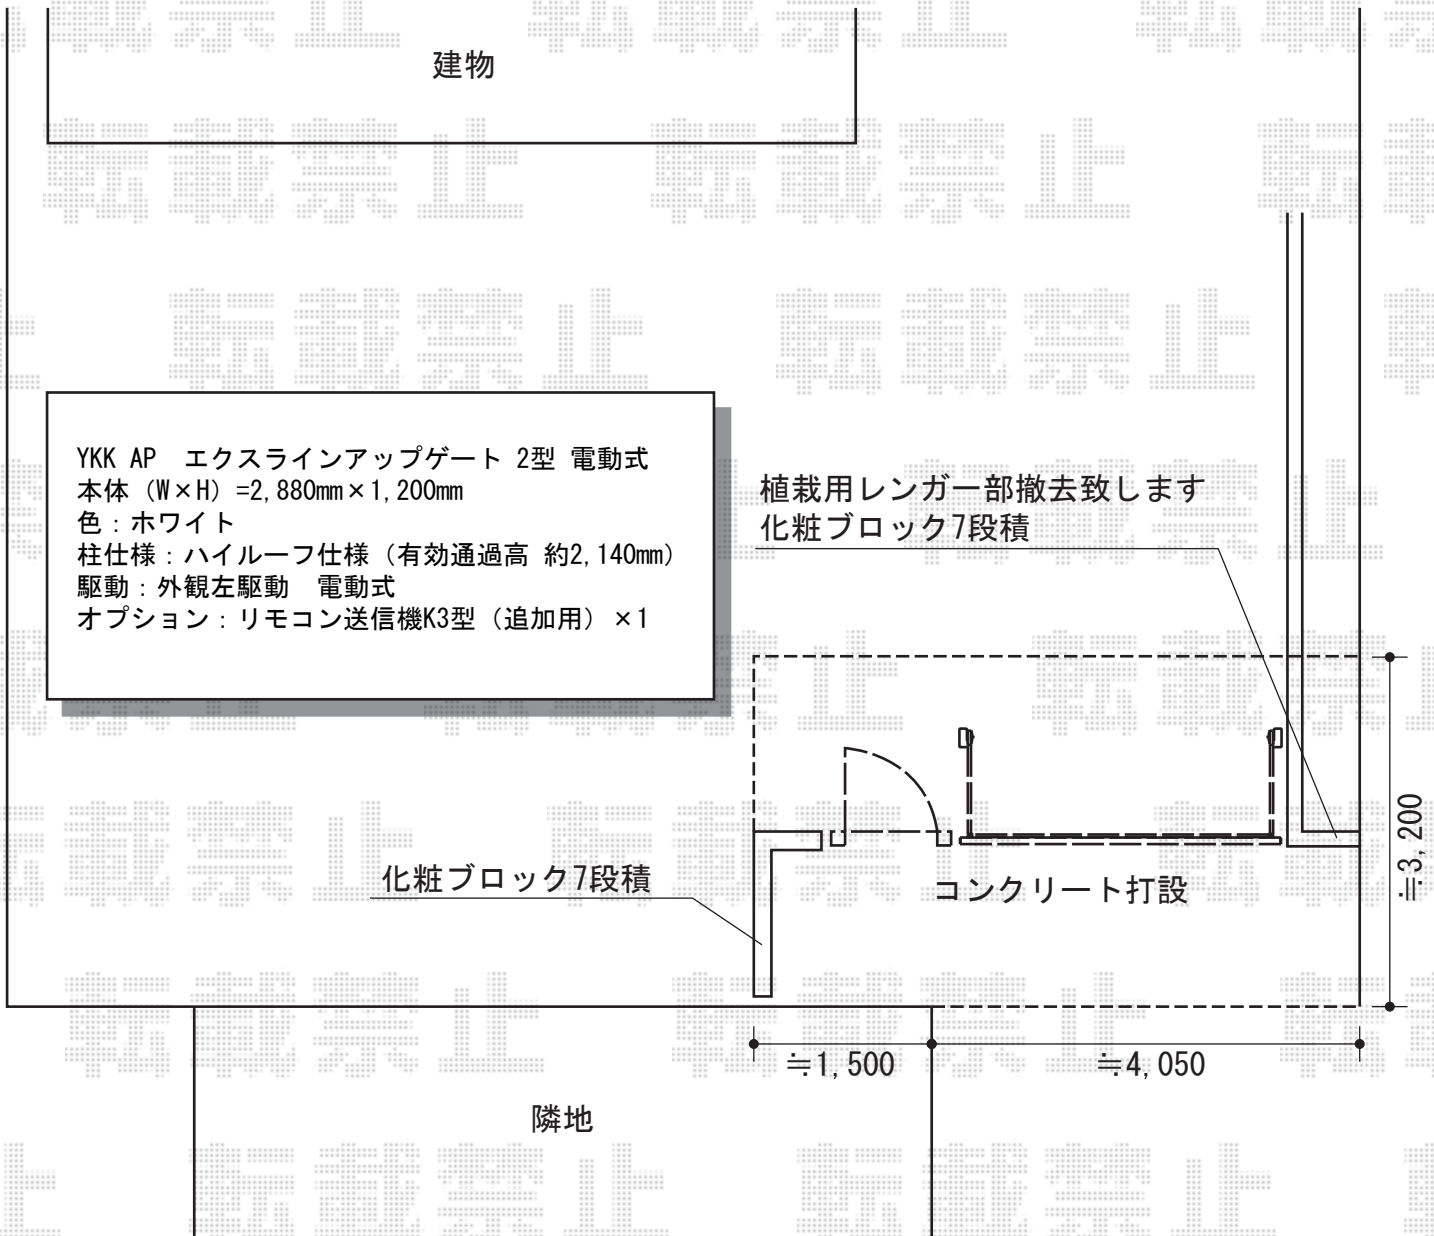 建物
YKK AP　エクスラインアップゲート 2型 電動式
本体（W×H）=2,880mm×1,200mm
色：ホワイト
柱仕様：ハイルーフ仕様（有効通過高 約2,140mm）
駆動：外観左駆動　電動式
オプション：リモコン送信機K3型（追加用）×1
植栽用レンガ一部撤去致します
化粧ブロック7段積
化粧ブロック7段積
コンクリート打設
≒3,200
≒1,500
≒4,050
隣地
転載禁止